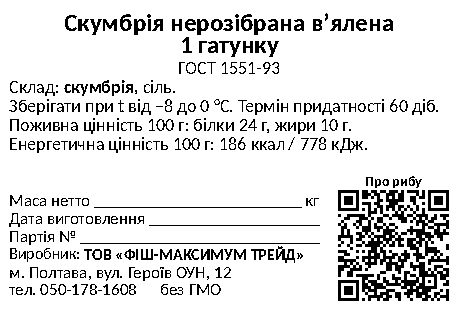 Скумбрія нерозібрана в’ялена
1 гатунку
ГОСТ 1551-93
Склад: скумбрія, сіль.
Зберігати при t від –8 до 0 °С. Термін придатності 60 діб.
Поживна цінність 100 г: білки 24 г, жири 10 г.
Енергетична цінність 100 г: 186 ккал / 778 кДж.
Про рибу
Маса нетто ____________________________ кг
Дата виготовлення _______________________
Партія № ________________________________
Виробник: ТОВ «ФІШ-МАКСИМУМ ТРЕЙД»
м. Полтава, вул. Героїв ОУН, 12
тел. 050-178-1608 без ГМО